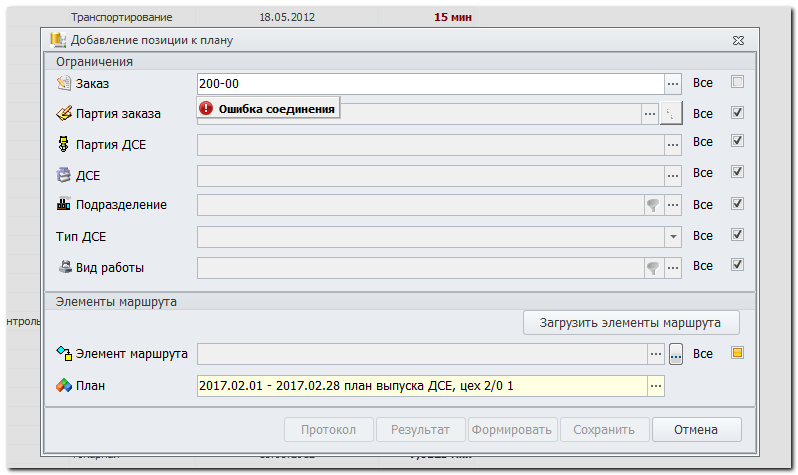 Транспортирование 18.05.2012 15 мин
Добавление позиции к плану
Ограничения
Заказ 200-00 ... Все
Ошибка соединения
Партия заказа ... Все
Партия ДСЕ ... Все
ДСЕ ... Все
Подразделение ... Все
Тип ДСЕ Все
Вид работы ... Все
Элементы маршрута
Загрузить элементы маршрута
Элемент маршрута ... ... Все
План 2017.02.01 - 2017.02.28 план выпуска ДСЕ, цех 2/0 1 ...
Протокол Результат Формировать Сохранить Отмена